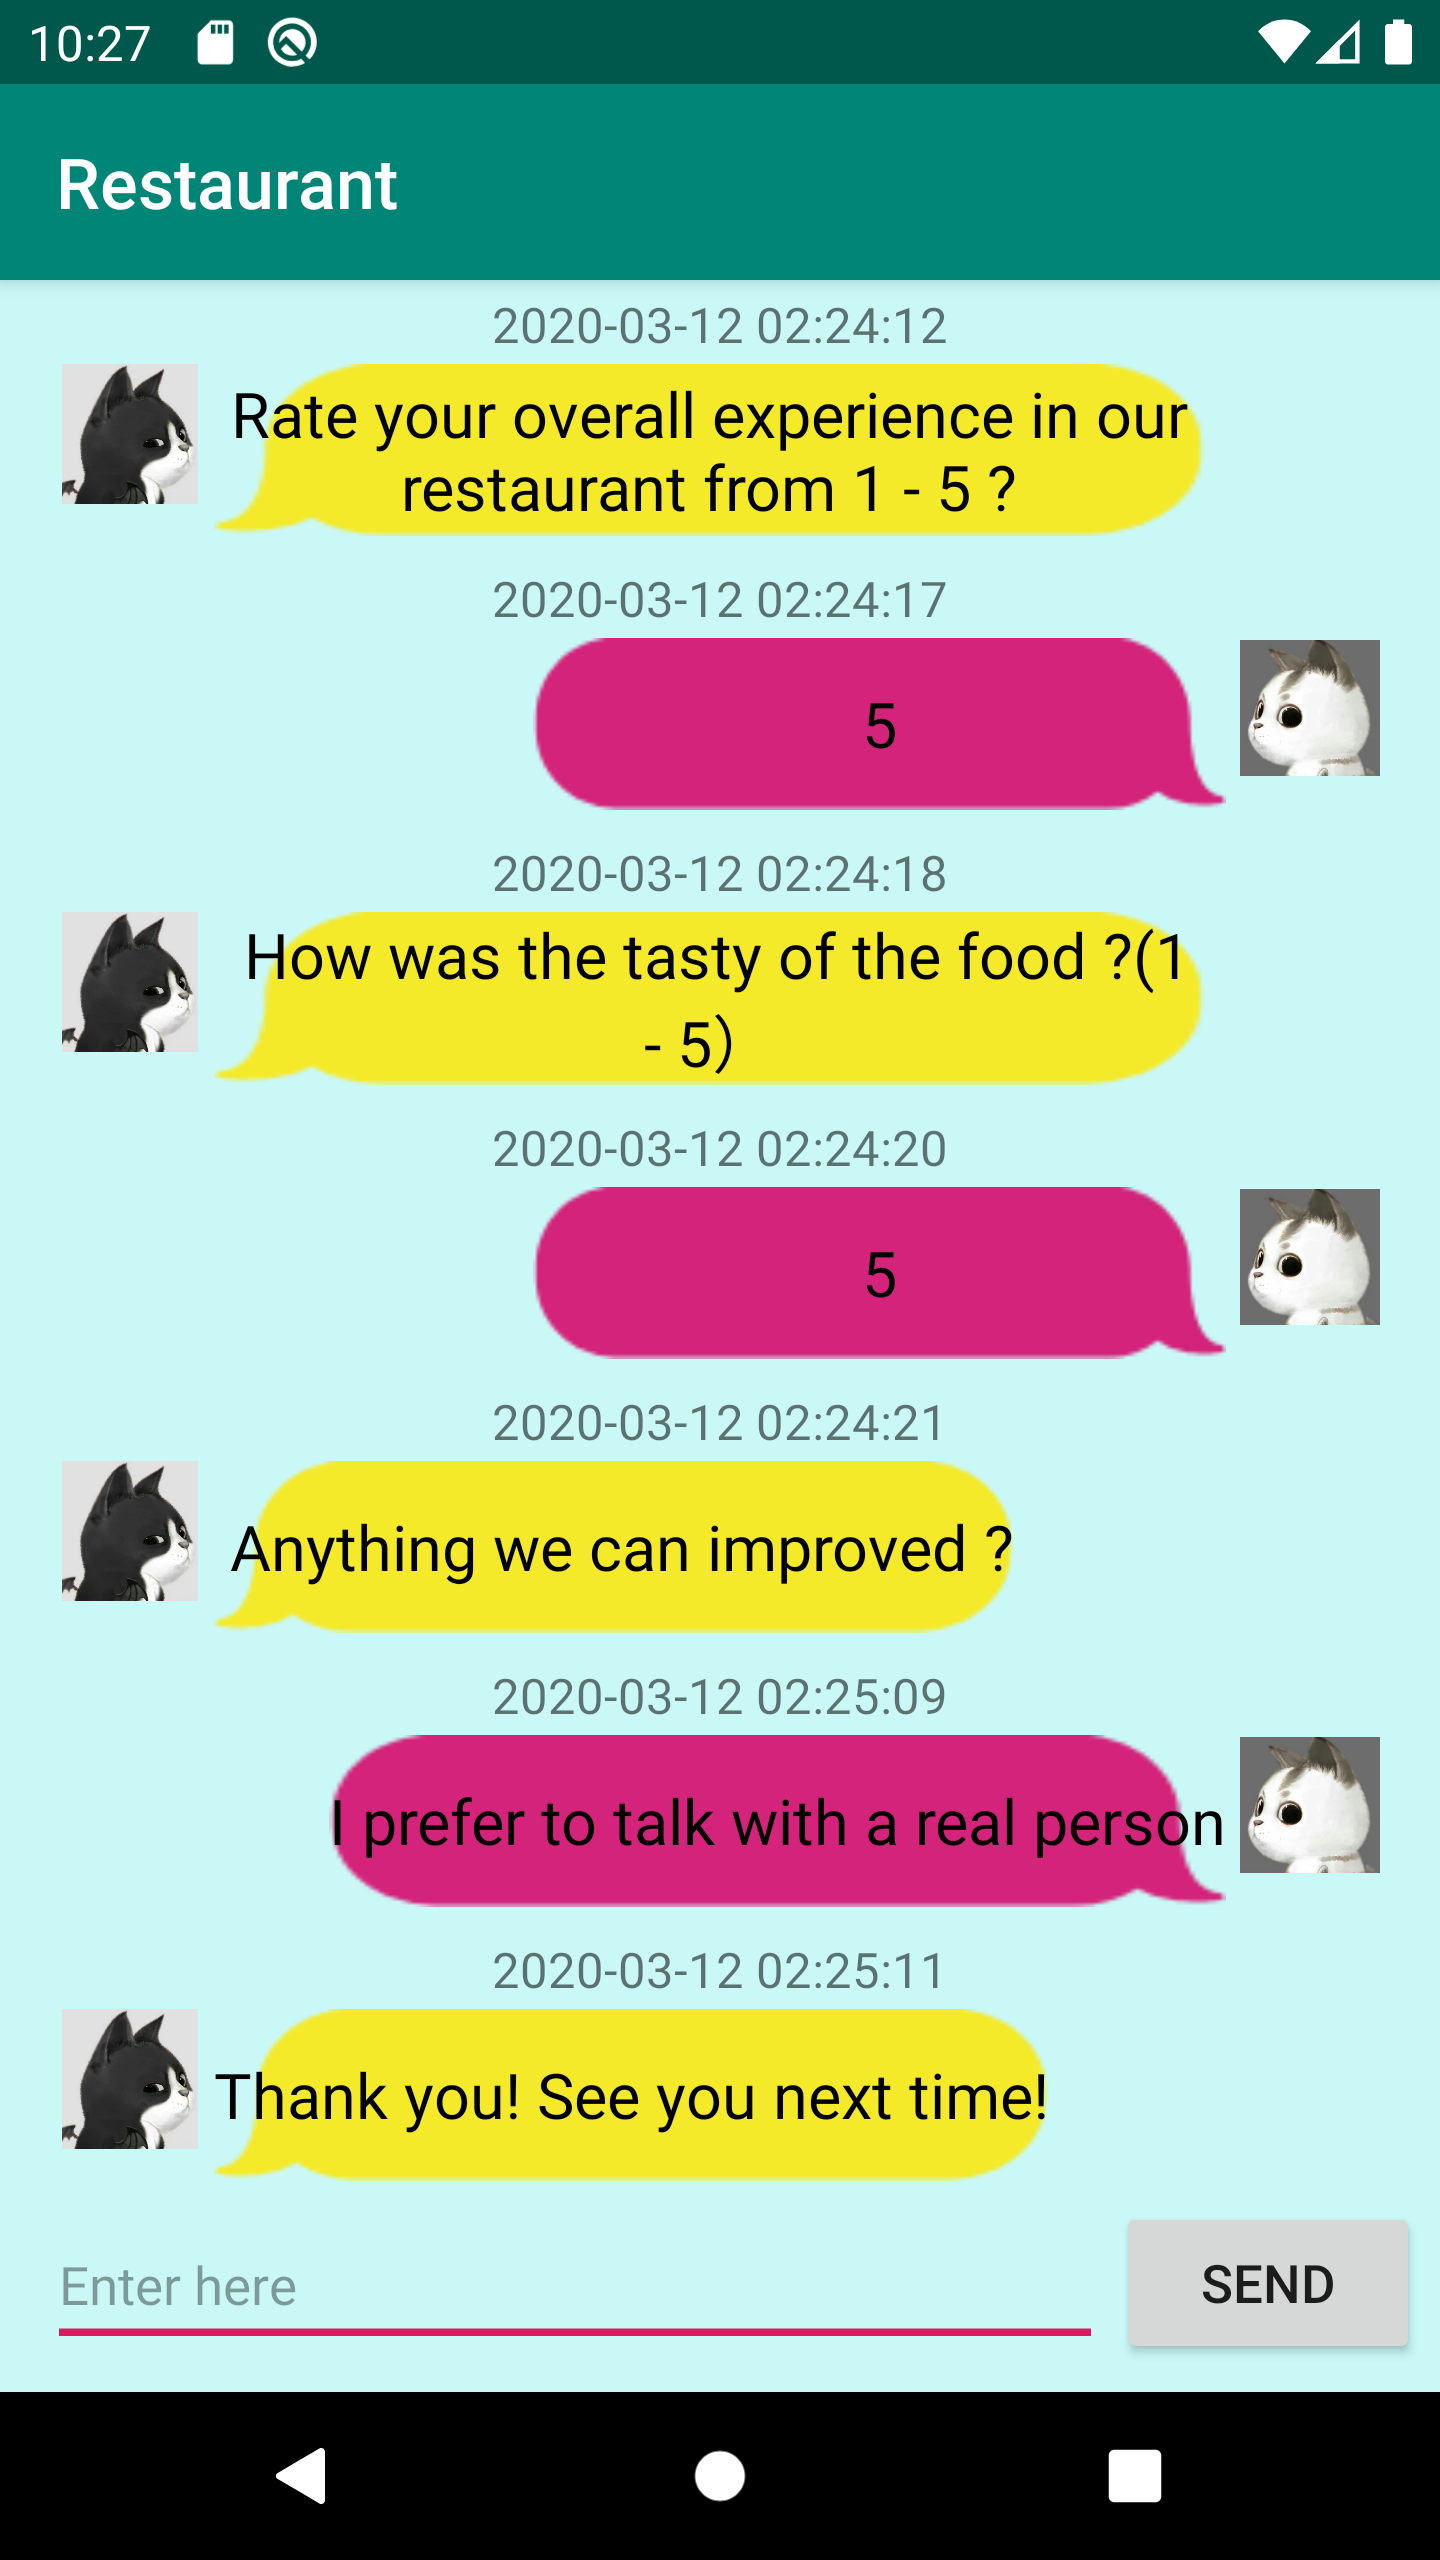 10:27
Restaurant
2020-03-12 02:24:12
Rate your overall experience in our
restaurant from 1 - 5 ?
2020-03-12 02:24:17
5
2020-03-12 02:24:18
How was the tasty of the food ?(1
- 5)
2020-03-12 02:24:20
5
2020-03-12 02:24:21
Anything we can improved ?
2020-03-12 02:25:09
I prefer to talk with a real person
2020-03-12 02:25:11
Thank you! See you next time!
Enter here
SEND